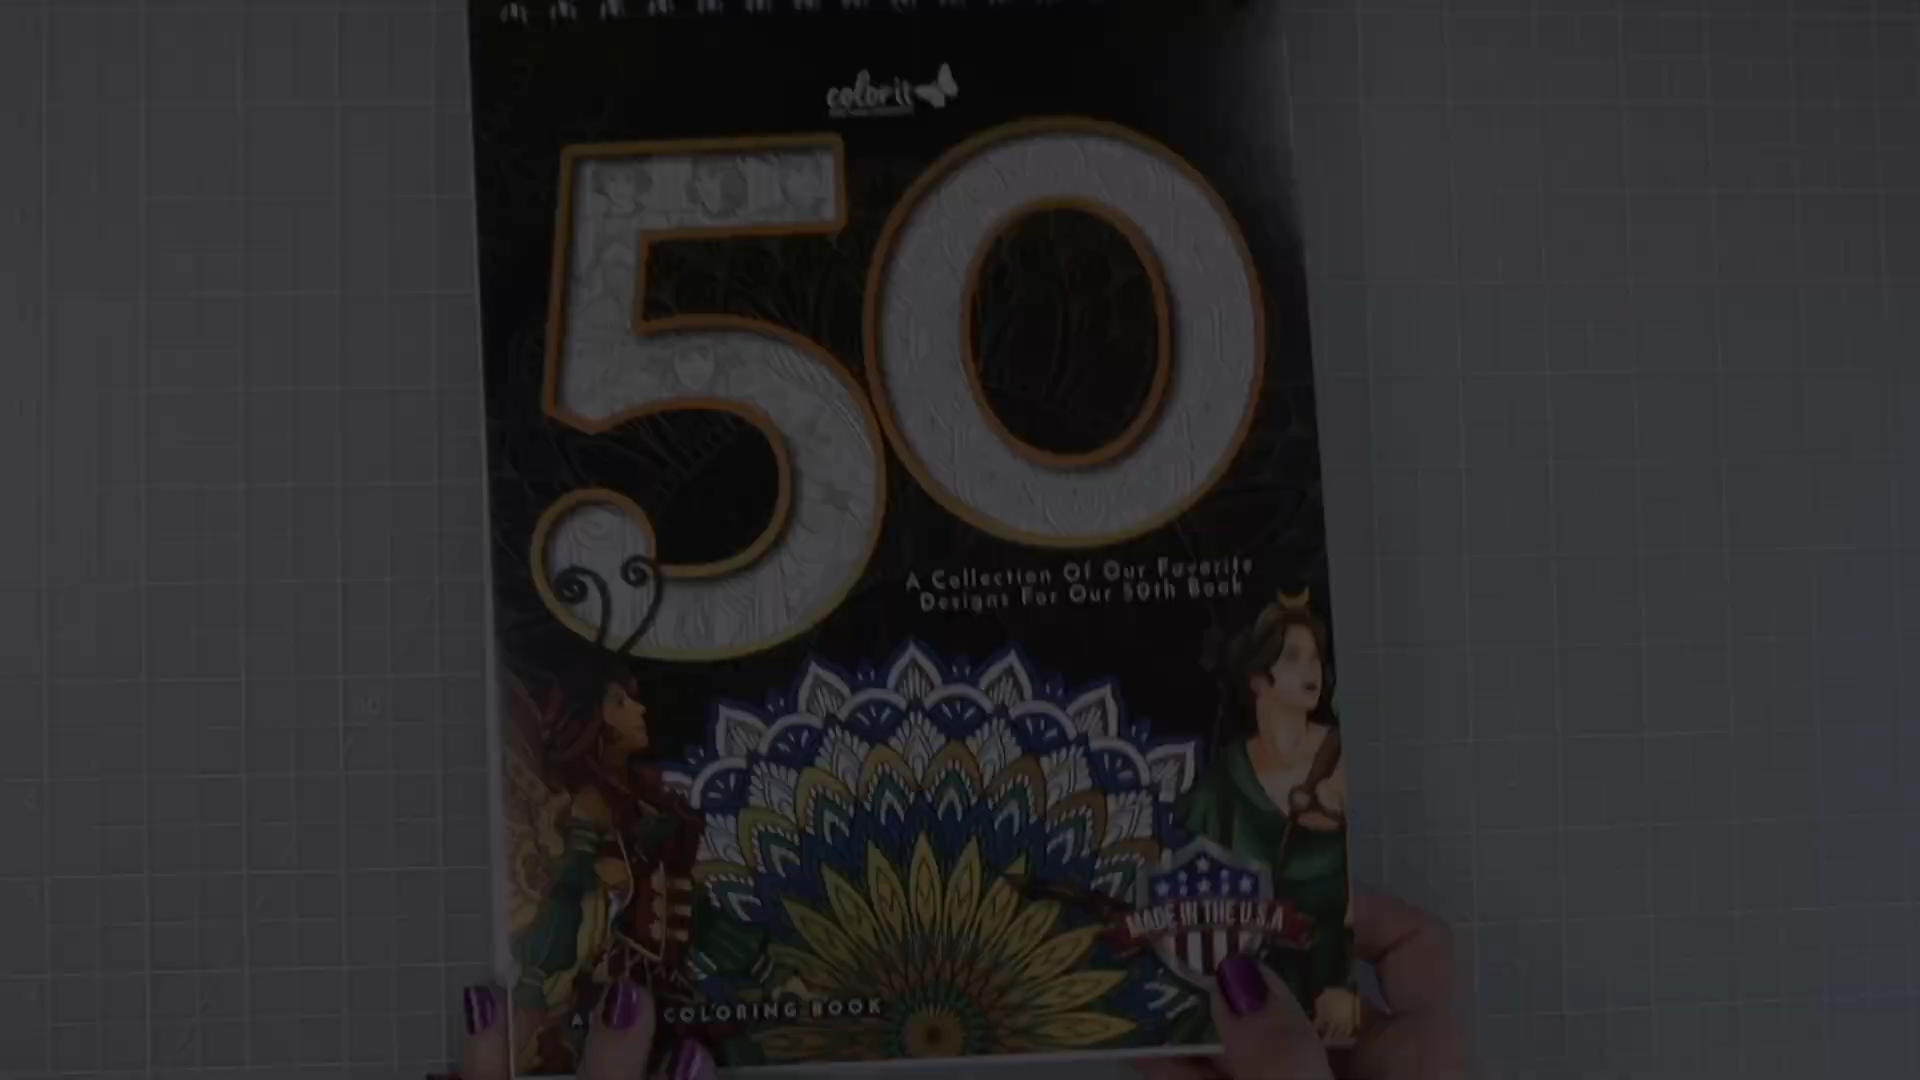 colorit
50
A Collection Of Our Favorite
Designs For Our 50th Book
MADE IN THE U.S.A
COLORING BOOK